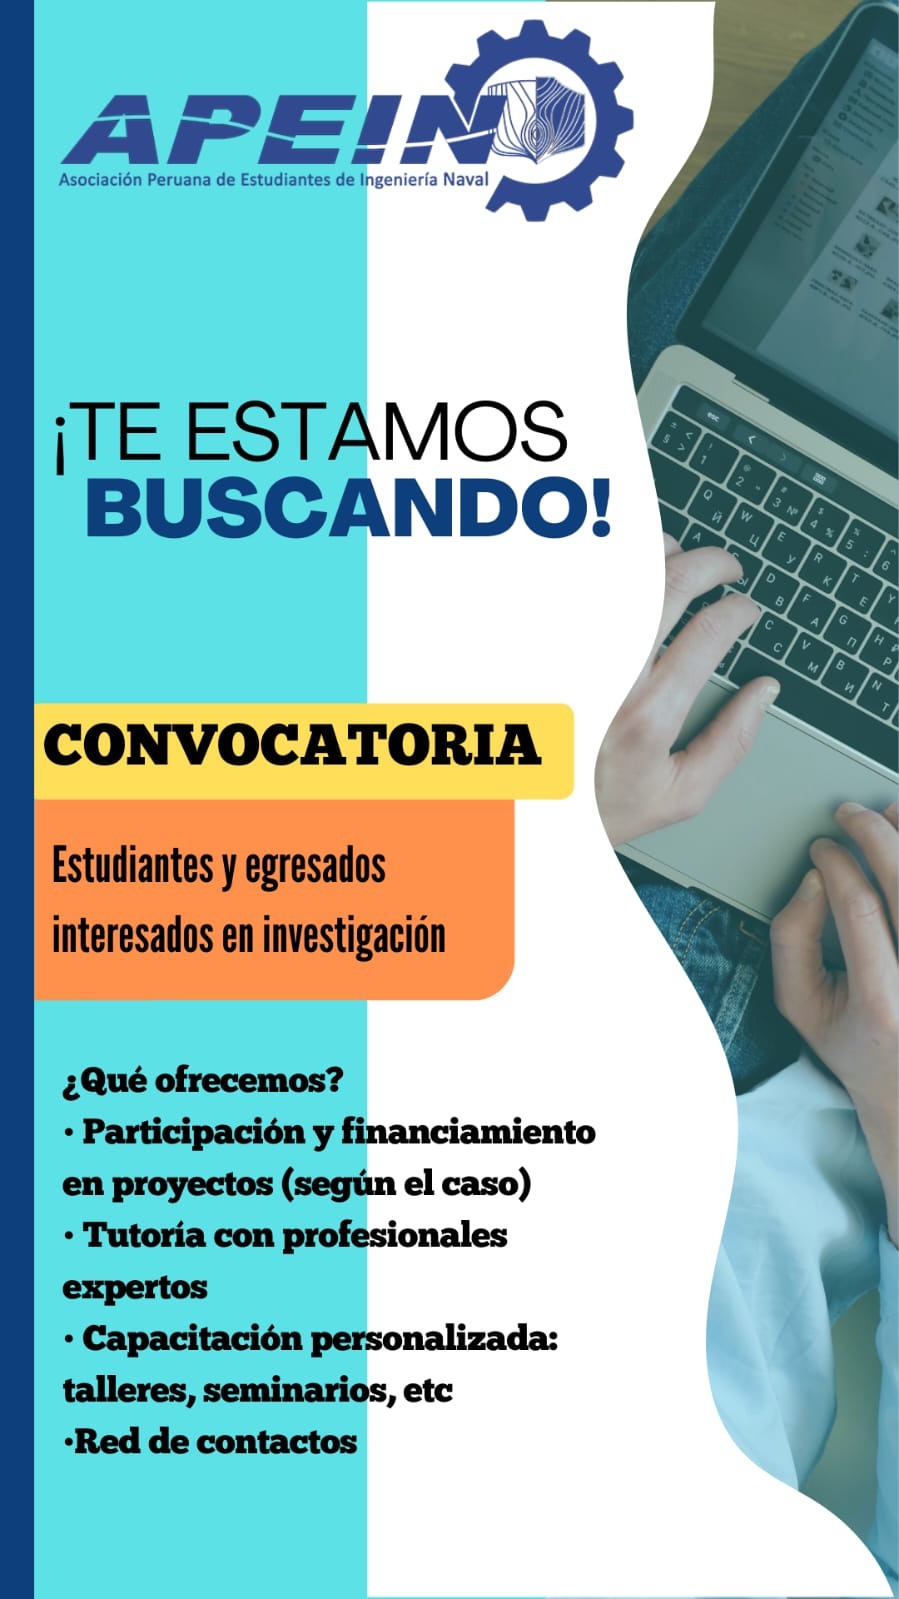 APEIN
Asociación Peruana de Estudiantes de Ingeniería Naval
¡TE ESTAMOS
BUSCANDO!
CONVOCATORIA
Estudiantes y egresados
interesados en investigación
¿Qué ofrecemos?
• Participación y financiamiento
en proyectos (según el caso)
• Tutoría con profesionales
expertos
• Capacitación personalizada:
talleres, seminarios, etc
•Red de contactos